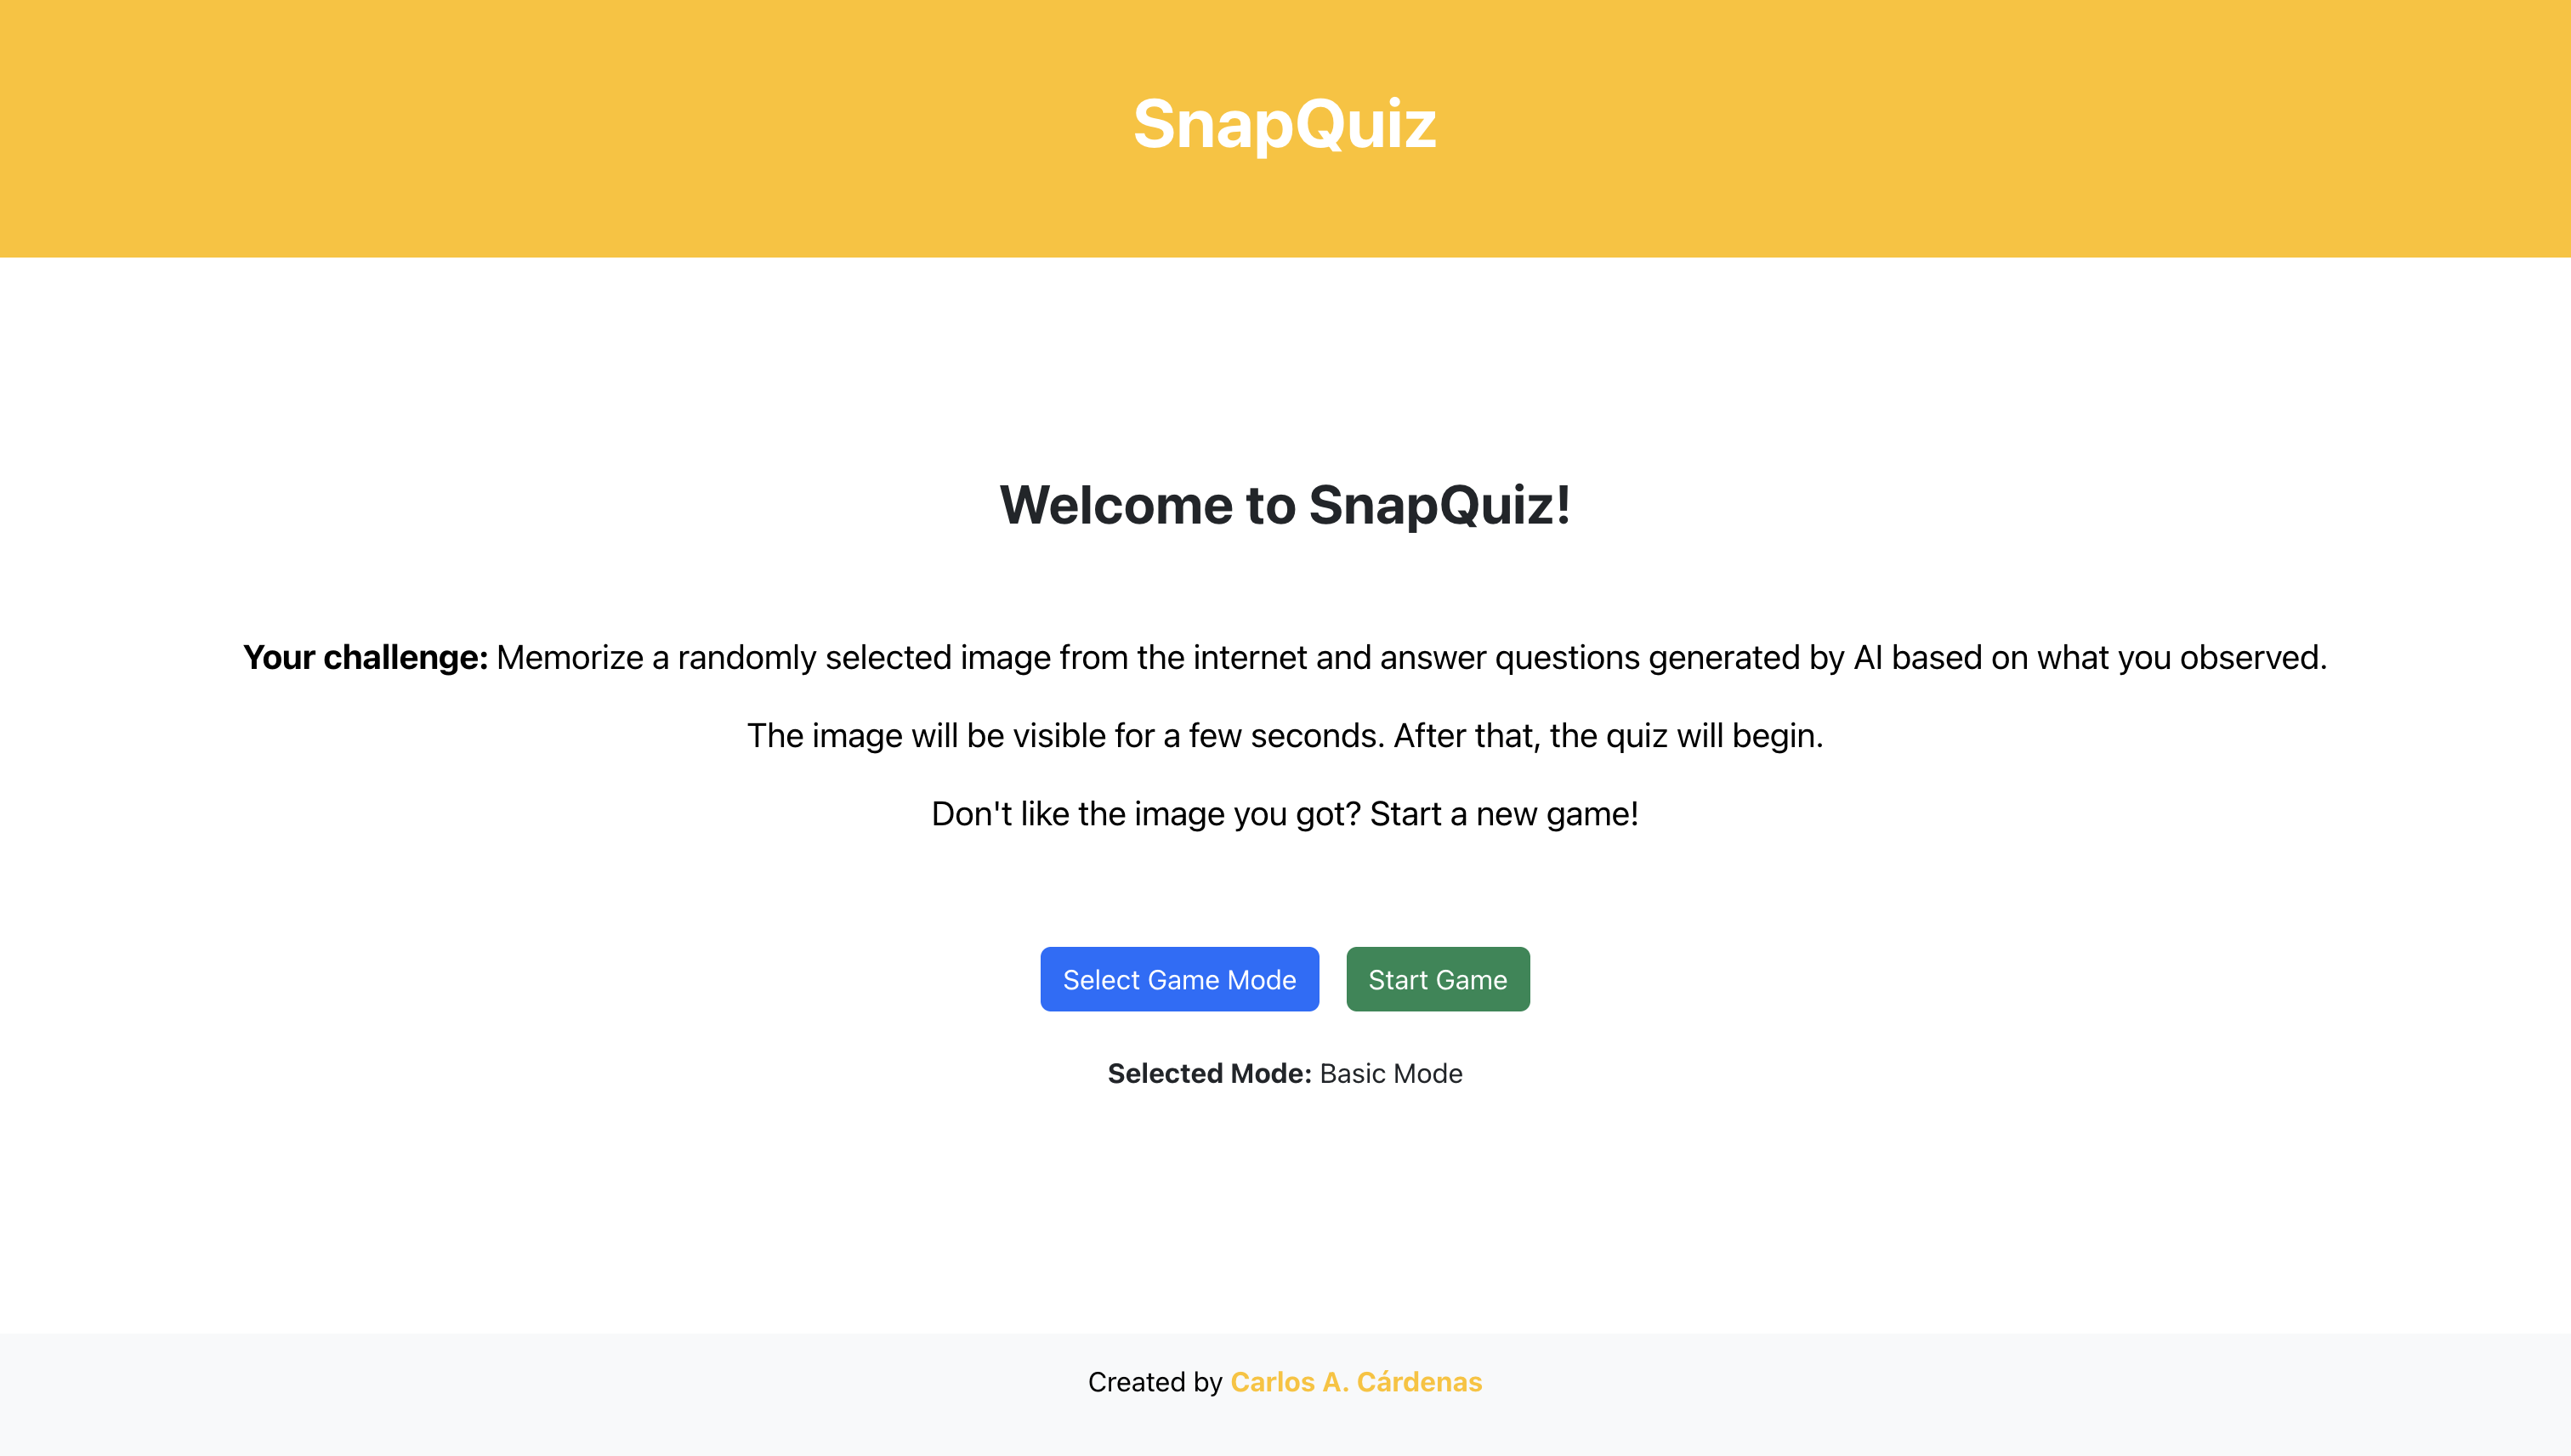 SnapQuiz
Welcome to SnapQuiz!
Your challenge: Memorize a randomly selected image from the internet and answer questions generated by AI based on what you observed.
The image will be visible for a few seconds. After that, the quiz will begin.
Don't like the image you got? Start a new game!
Select Game Mode Start Game
Selected Mode: Basic Mode
Created by Carlos A. Cárdenas